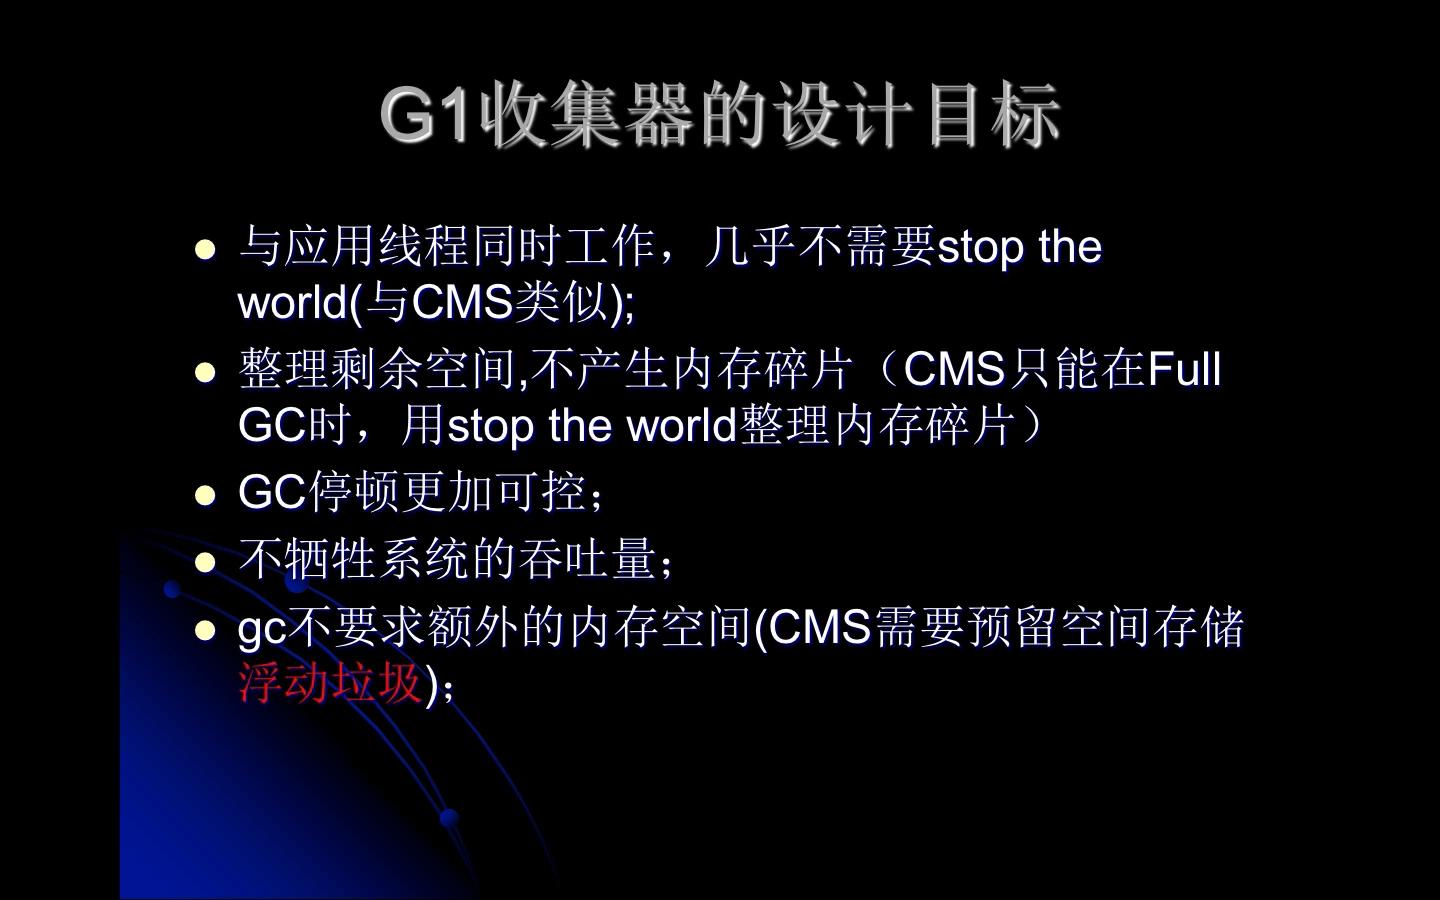 G1收集器的设计目标
与应用线程同时工作，几乎不需要stop the
world(与CMS类似);
整理剩余空间,不产生内存碎片（CMS只能在Full
GC时，用stop the world整理内存碎片）
GC停顿更加可控；
不牺牲系统的吞吐量；
gc不要求额外的内存空间(CMS需要预留空间存储
浮动垃圾)；